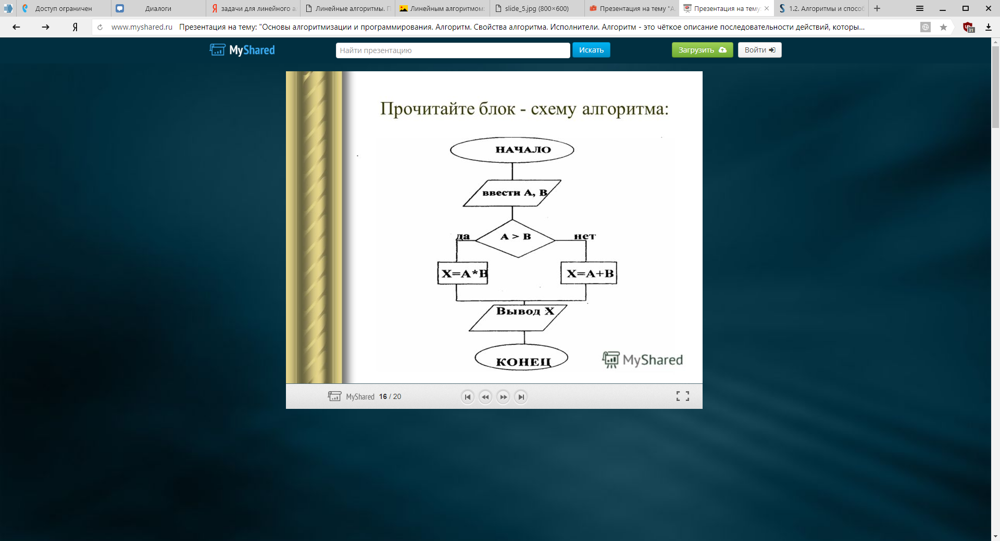 Доступ ограничен
Диалоги
задачи для линейного а
Линейные алгоритмы. П
Линейным алгоритмом:
slide_5.jpg (800×600)
Презентация на тему "А
Презентация на тему
1.2. Алгоритмы и способ
www.myshared.ru Презентация на тему: "Основы алгоритмизации и программирования. Алгоритм. Свойства алгоритма. Исполнители. Алгоритм - это чёткое описание последовательности действий, которы...
31
MyShared
Найти презентацию
Искать
Загрузить
Войти
Прочитайте блок - схему алгоритма:
НАЧАЛО
ввести А, В
да
А > В
нет
Х=А*В
Х=А+В
Вывод Х
КОНЕЦ
MyShared
MyShared 16 / 20